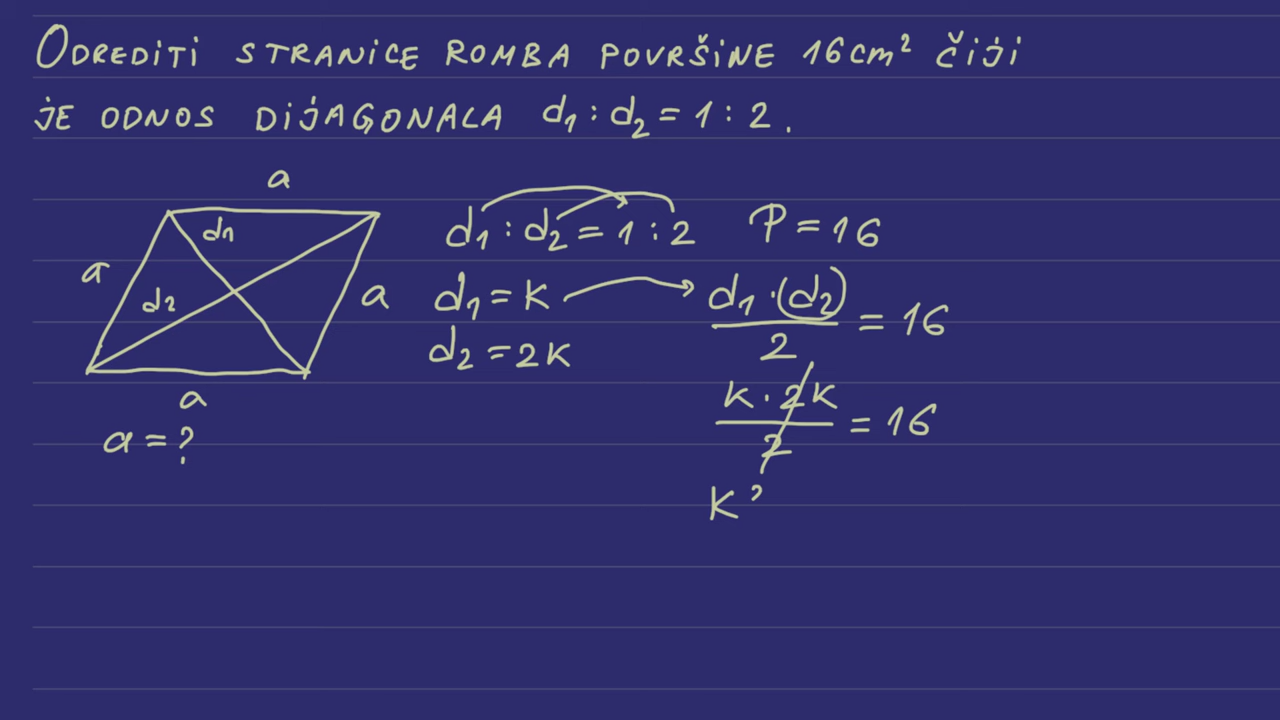 ODREDITI STRANICE ROMBA POVRŠINE 16cm² ČIJI
JE ODNOS DIJAGONALA d₁ : d₂ = 1 : 2.
a
d₁
a
d₂
a
a
a = ?
d₁ : d₂ = 1 : 2
d₁ = K
d₂ = 2K
P = 16
d₁ · (d₂)
2
= 16
K · 2K
2
= 16
K²